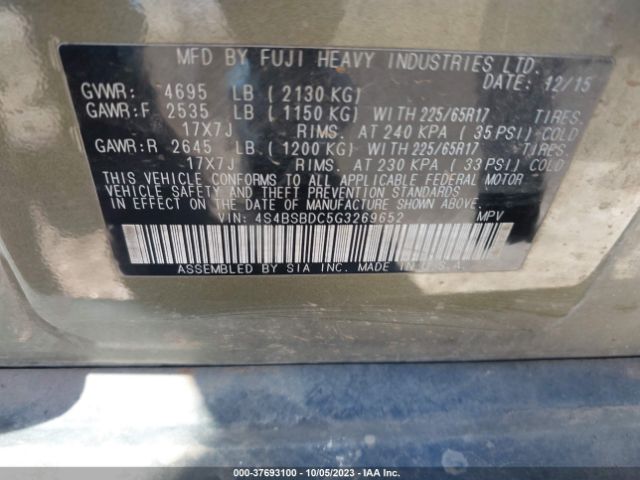 MFD BY FUJI HEAVY INDUSTRIES LTD.
DATE: 12/15
GVWR: 4695 LB ( 2130 KG)
GAWR:F 2535 LB ( 1150 KG) WITH 225/65R17 TIRES.
17X7J RIMS. AT 240 KPA ( 35 PSI) COLD
GAWR:R 2645 LB. ( 1200 KG) WITH 225/65R17 TIRES
17X7J RIMS. AT 230 KPA ( 33 PSI) COLD
THIS VEHICLE CONFORMS TO ALL APPLICABLE FEDERAL MOTOR
VEHICLE SAFETY AND THEFT PREVENTION STANDARDS
IN EFFECT ON THE DATE OF MANUFACTURE SHOWN ABOVE.
VIN: 4S4BSBDC5G3269652 MPV
ASSEMBLED BY SIA INC. MADE IN U.S.A.
000-37693100 - 10/05/2023 - IAA Inc.